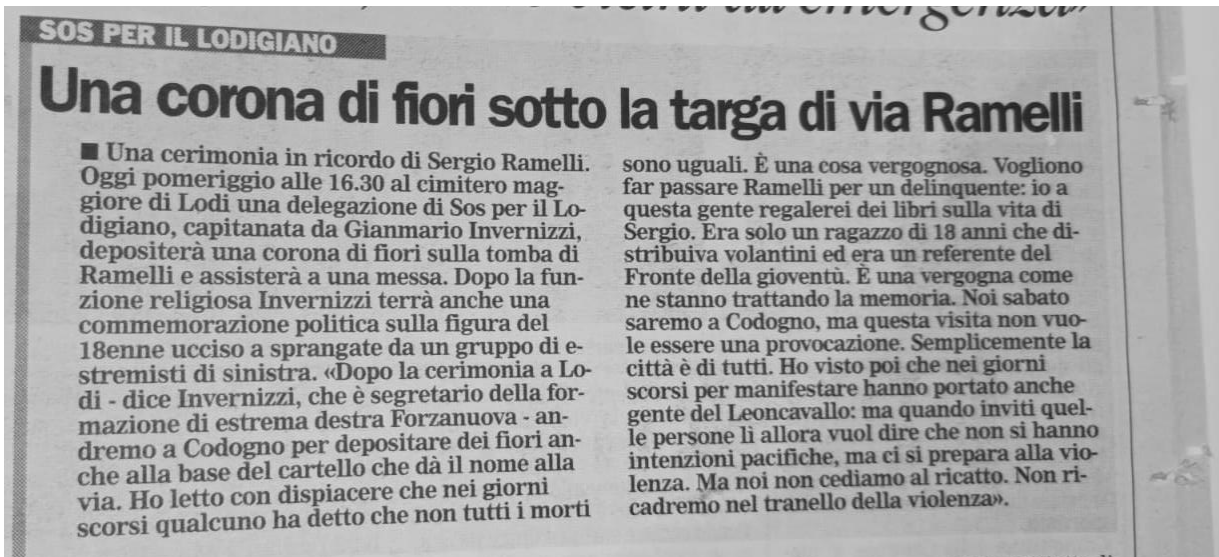 SOS PER IL LODIGIANO
Una corona di fiori sotto la targa di via Ramelli
■ Una cerimonia in ricordo di Sergio Ramelli.
Oggi pomeriggio alle 16.30 al cimitero mag-
giore di Lodi una delegazione di Sos per il Lo-
digiano, capitanata da Gianmario Invernizzi,
depositerà una corona di fiori sulla tomba di
Ramelli e assisterà a una messa. Dopo la fun-
zione religiosa Invernizzi terrà anche una
commemorazione politica sulla figura del
18enne ucciso a sprangate da un gruppo di e-
stremisti di sinistra. «Dopo la cerimonia a Lo-
di - dice Invernizzi, che è segretario della for-
mazione di estrema destra Forzanuova - an-
dremo a Codogno per depositare dei fiori an-
che alla base del cartello che dà il nome alla
via. Ho letto con dispiacere che nei giorni
scorsi qualcuno ha detto che non tutti i morti
sono uguali. È una cosa vergognosa. Vogliono
far passare Ramelli per un delinquente: io a
questa gente regalerei dei libri sulla vita di
Sergio. Era solo un ragazzo di 18 anni che di-
stribuiva volantini ed era un referente del
Fronte della gioventù. È una vergogna come
ne stanno trattando la memoria. Noi sabato
saremo a Codogno, ma questa visita non vuo-
le essere una provocazione. Semplicemente la
città è di tutti. Ho visto poi che nei giorni
scorsi per manifestare hanno portato anche
gente del Leoncavallo: ma quando inviti quel-
le persone lì allora vuol dire che non si hanno
intenzioni pacifiche, ma ci si prepara alla vio-
lenza. Ma noi non cediamo al ricatto. Non ri-
cadremo nel tranello della violenza».